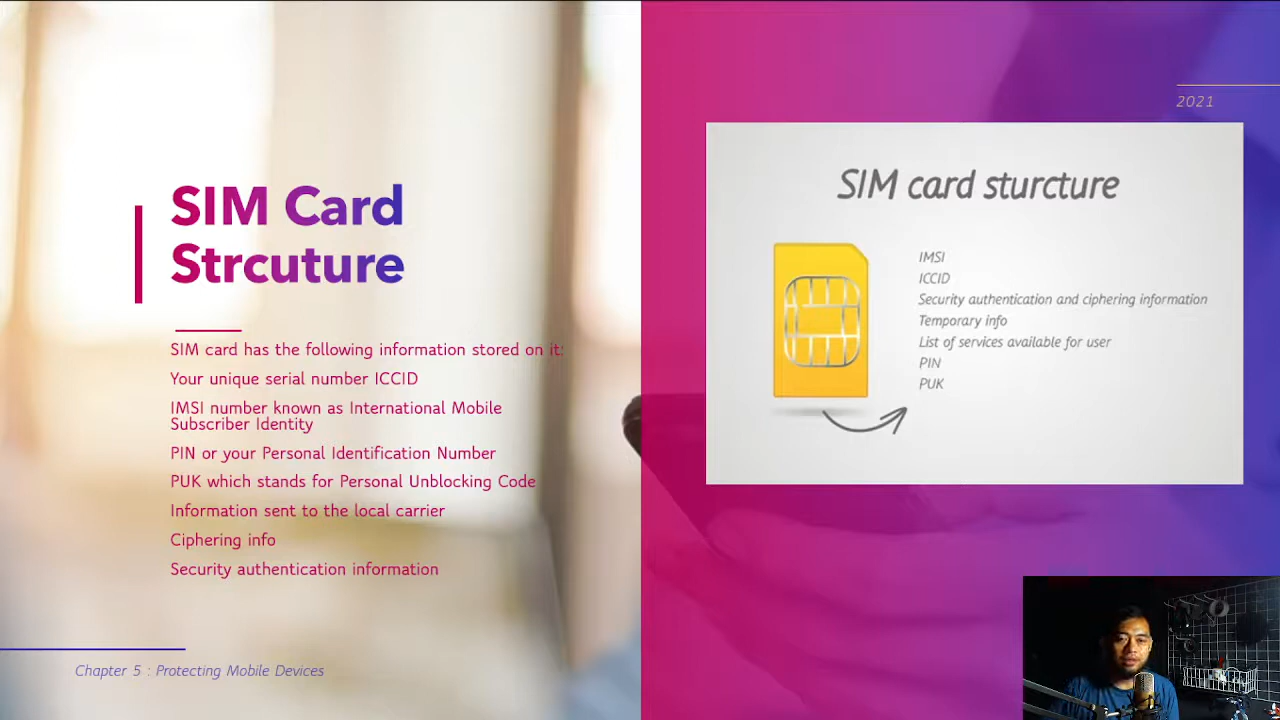 SIM Card
Strcuture
SIM card has the following information stored on it:
Your unique serial number ICCID
IMSI number known as International Mobile
Subscriber Identity
PIN or your Personal Identification Number
PUK which stands for Personal Unblocking Code
Information sent to the local carrier
Ciphering info
Security authentication information
Chapter 5 : Protecting Mobile Devices
2021
SIM card sturcture
IMSI
ICCID
Security authentication and ciphering information
Temporary info
List of services available for user
PIN
PUK